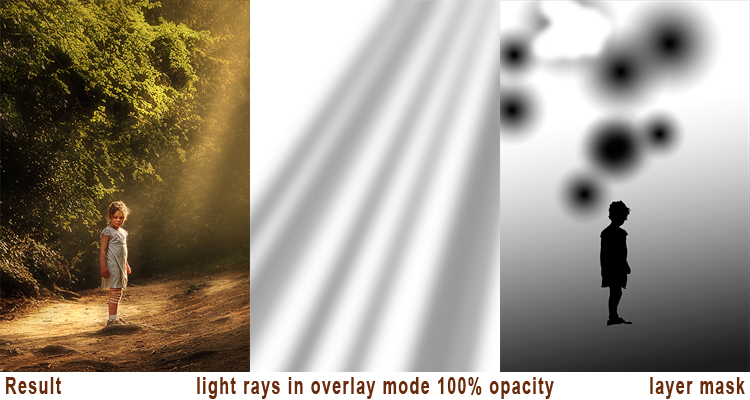 Result
light rays in overlay mode 100% opacity
layer mask